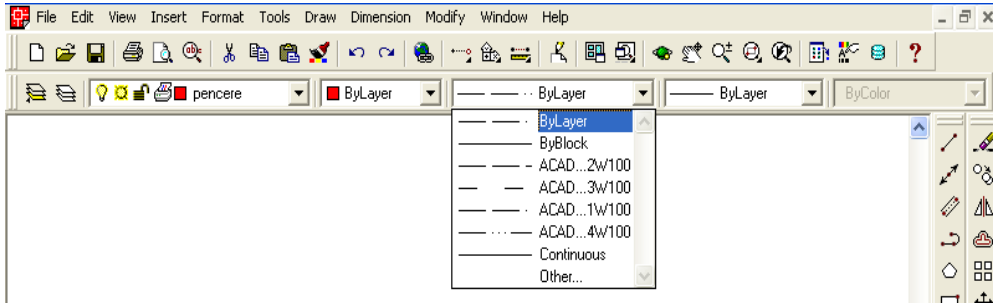 File Edit View Insert Format Tools Draw Dimension Modify Window Help
pencere ByLayer ByLayer ByLayer ByColor
ByLayer
ByBlock
ACAD...2W100
ACAD...3W100
ACAD...1W100
ACAD...4W100
Continuous
Other...